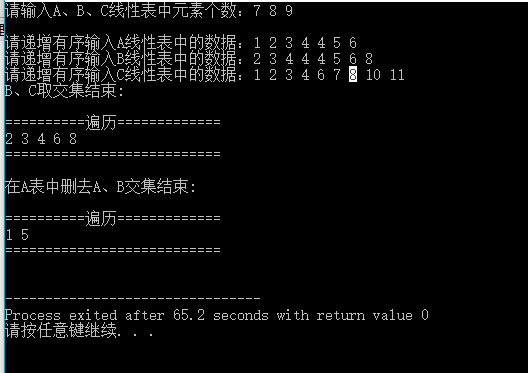 请输入A、B、C线性表中元素个数：7 8 9
请递增有序输入A线性表中的数据：1 2 3 4 4 5 6
请递增有序输入B线性表中的数据：2 3 4 4 4 5 6 8
请递增有序输入C线性表中的数据：1 2 3 4 6 7 8 10 11
B、C取交集结束:
==========遍历=============
2 3 4 6 8
===========================
在A表中删去A、B交集结束:
==========遍历=============
1 5
===========================
--------------------------------
Process exited after 65.2 seconds with return value 0
请按任意键继续. . .